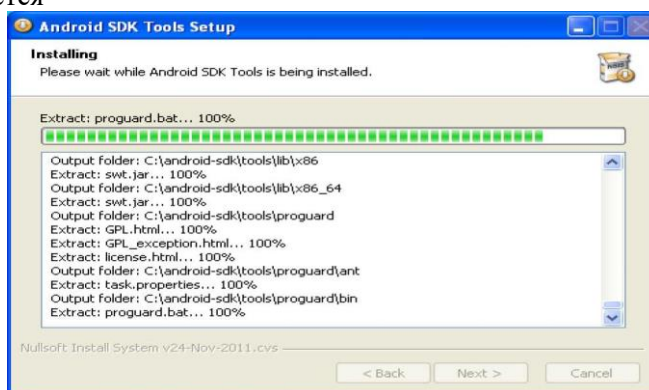 Android SDK Tools Setup
Installing
Please wait while Android SDK Tools is being installed.
Extract: proguard.bat... 100%
Output folder: C:\android-sdk\tools\lib\x86
Extract: swt.jar... 100%
Output folder: C:\android-sdk\tools\lib\x86_64
Extract: swt.jar... 100%
Output folder: C:\android-sdk\tools\proguard
Extract: GPL.html... 100%
Extract: GPL_exception.html... 100%
Extract: license.html... 100%
Output folder: C:\android-sdk\tools\proguard\ant
Extract: task.properties... 100%
Output folder: C:\android-sdk\tools\proguard\bin
Extract: proguard.bat... 100%
Nullsoft Install System v24-Nov-2011.cvs
< Back Next > Cancel